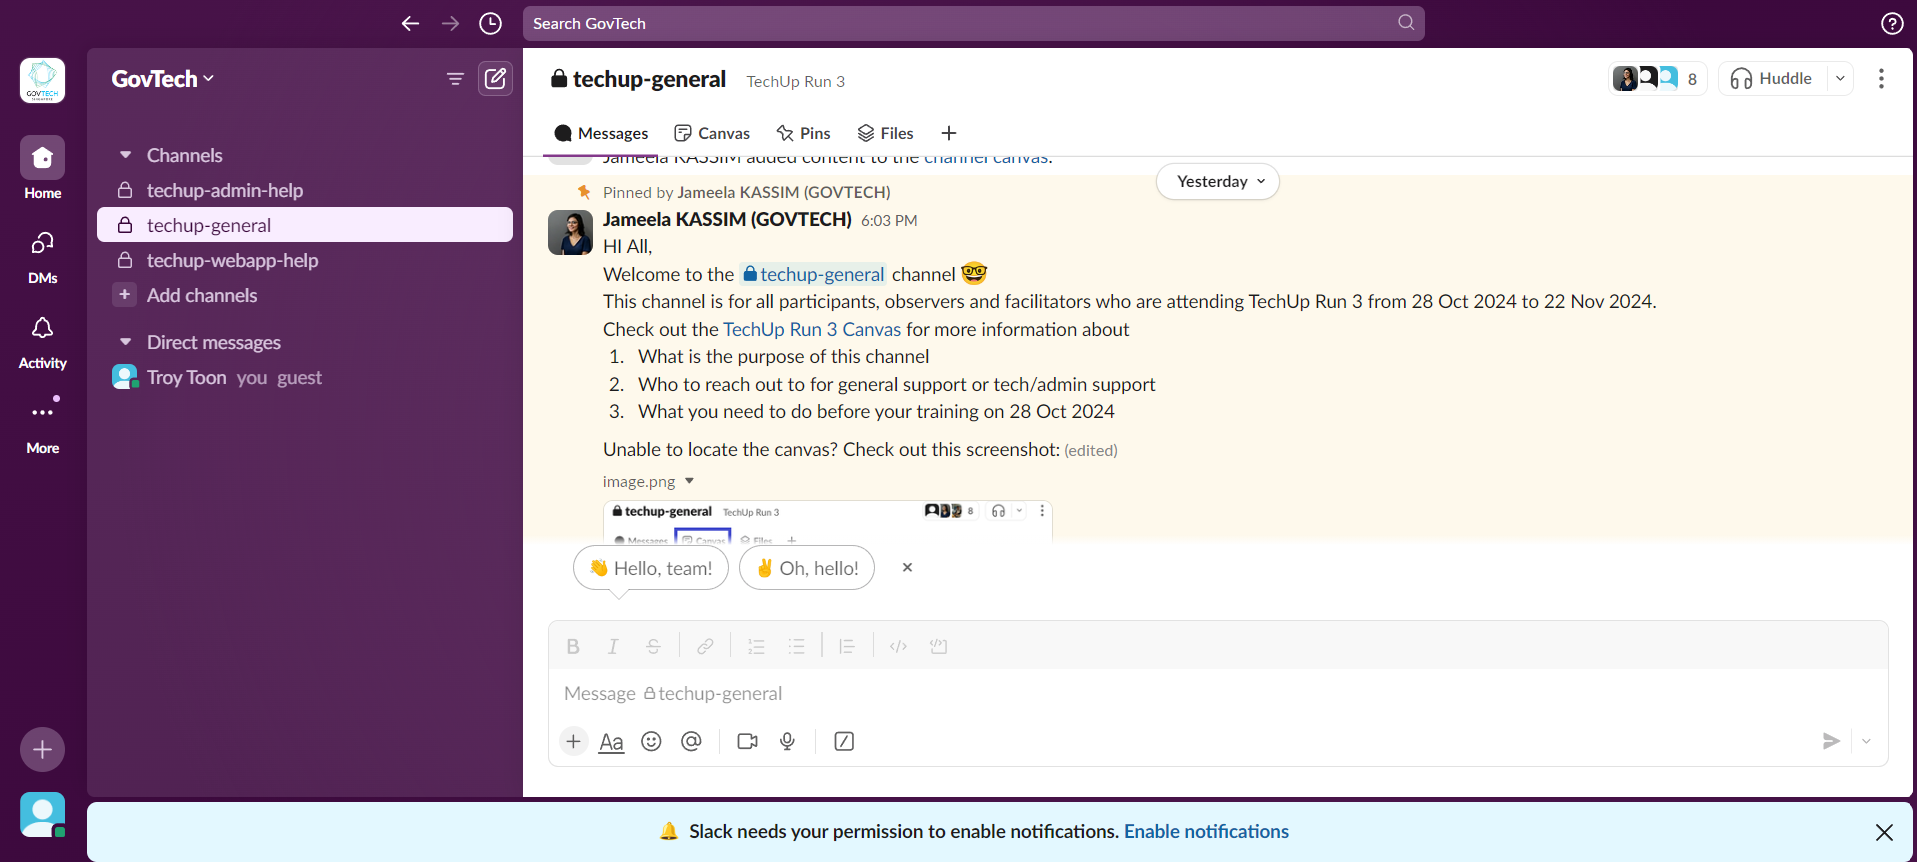 Search GovTech
GOVTECH
SINGAPORE
GovTech
Home
DMs
Activity
More
Channels
techup-admin-help
techup-general
techup-webapp-help
Add channels
Direct messages
Troy Toon you guest
techup-general TechUp Run 3
8
Huddle
Messages
Canvas
Pins
Files
Jameela KASSIM added content to the channel canvas.
Yesterday
Pinned by Jameela KASSIM (GOVTECH)
Jameela KASSIM (GOVTECH) 6:03 PM
HI All,
Welcome to the techup-general channel 🤓
This channel is for all participants, observers and facilitators who are attending TechUp Run 3 from 28 Oct 2024 to 22 Nov 2024.
Check out the TechUp Run 3 Canvas for more information about
1. What is the purpose of this channel
2. Who to reach out to for general support or tech/admin support
3. What you need to do before your training on 28 Oct 2024
Unable to locate the canvas? Check out this screenshot: (edited)
image.png
techup-general TechUp Run 3 8
Messages Canvas Files +
👋 Hello, team!
✌️ Oh, hello!
Message techup-general
Aa
🔔 Slack needs your permission to enable notifications. Enable notifications